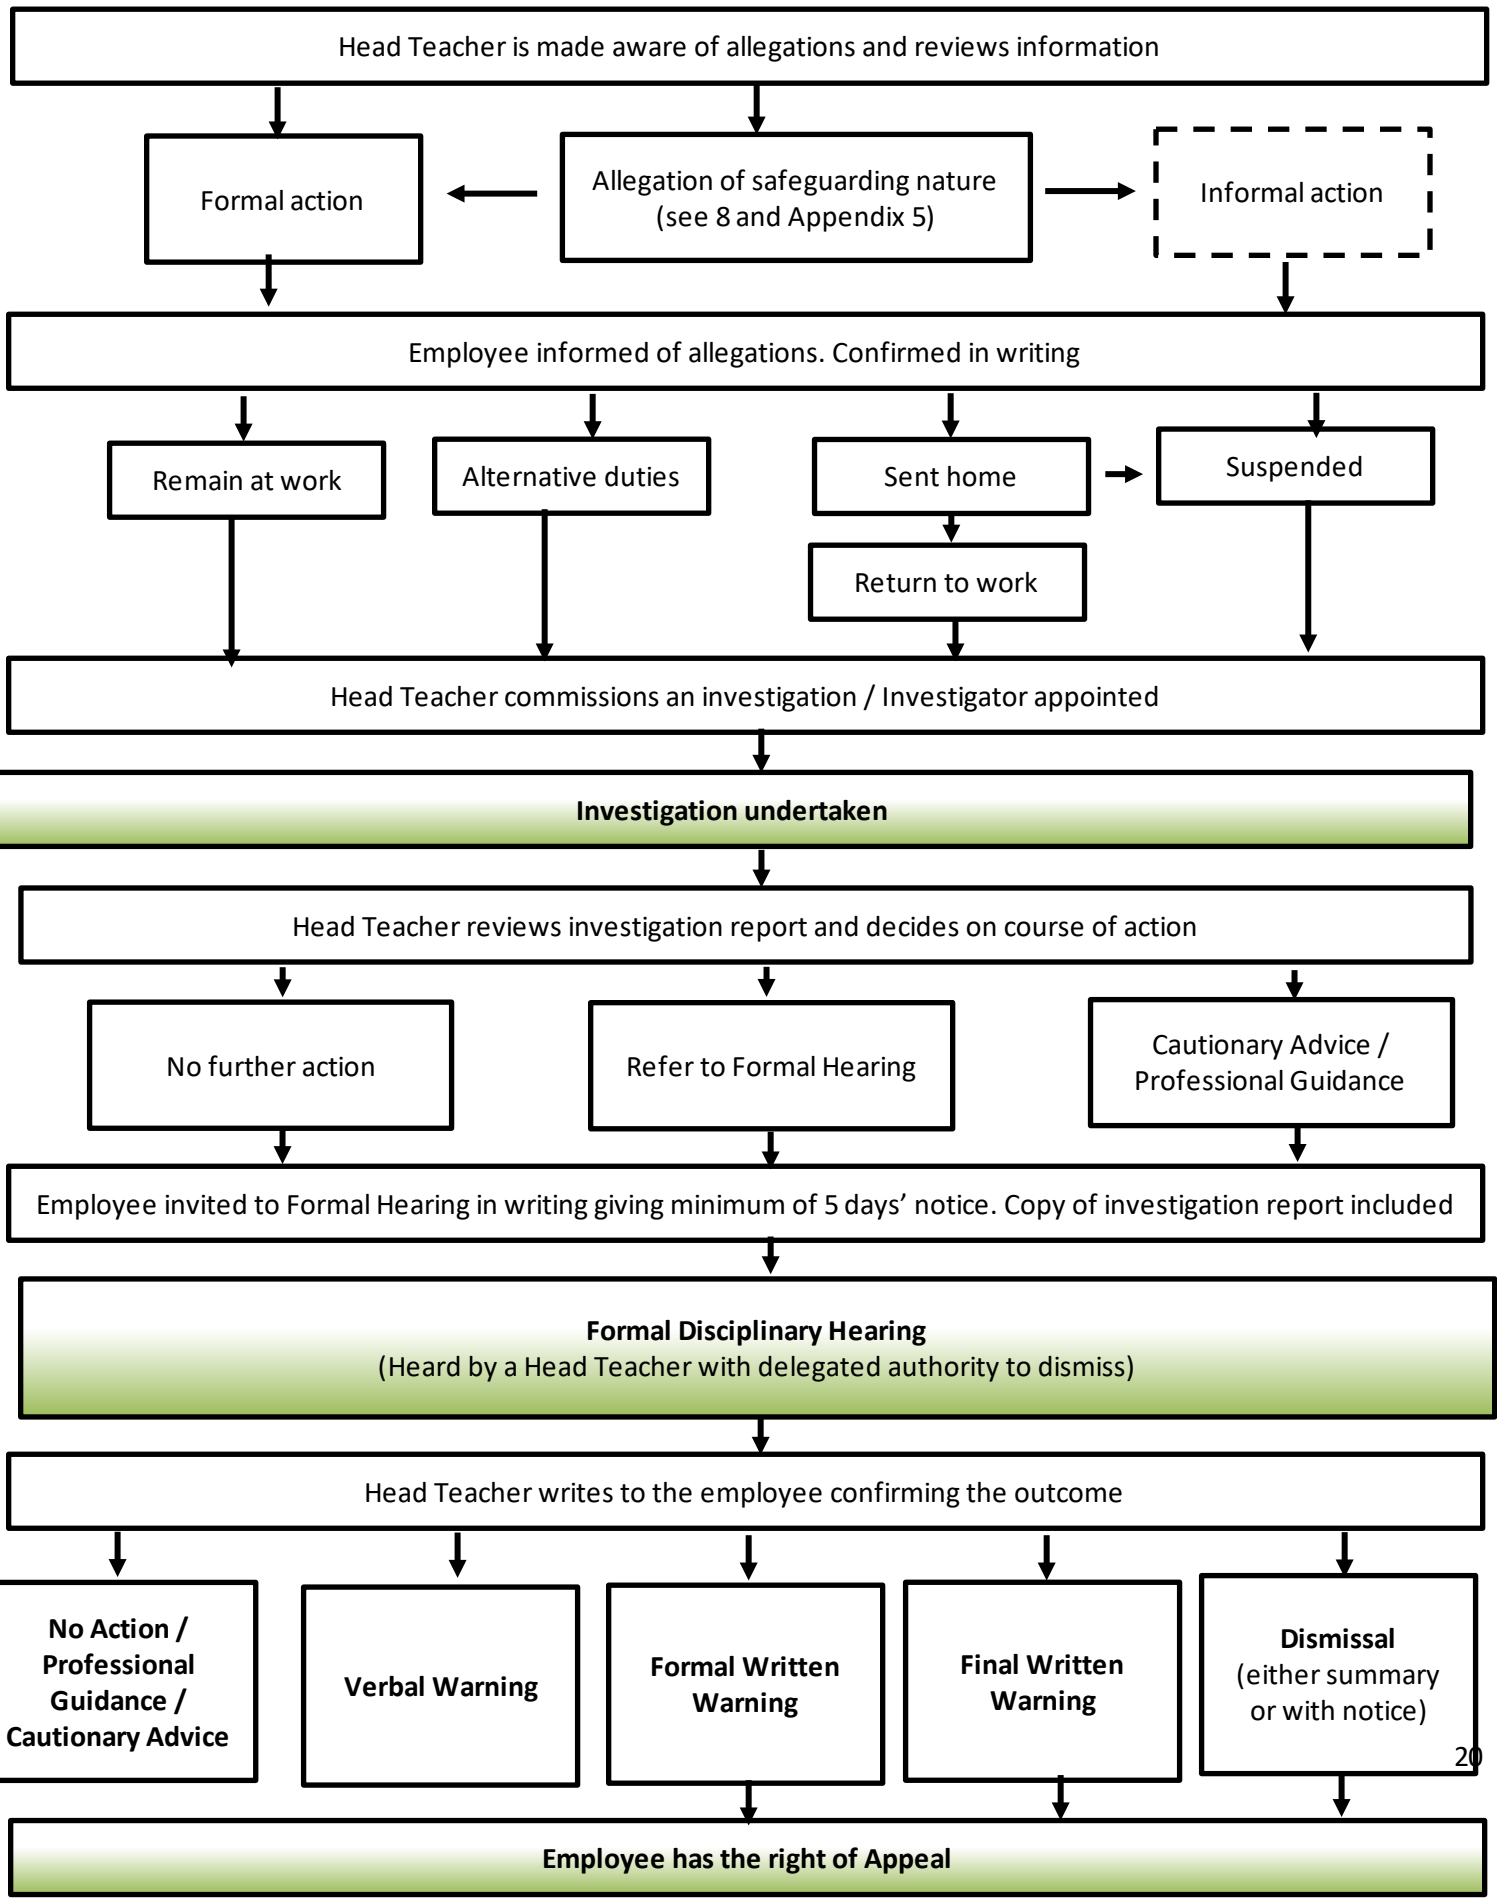 Head Teacher is made aware of allegations and reviews information
Formal action
Allegation of safeguarding nature
(see 8 and Appendix 5)
Informal action
Employee informed of allegations. Confirmed in writing
Remain at work
Alternative duties
Sent home
Suspended
Return to work
Head Teacher commissions an investigation / Investigator appointed
Investigation undertaken
Head Teacher reviews investigation report and decides on course of action
No further action
Refer to Formal Hearing
Cautionary Advice /
Professional Guidance
Employee invited to Formal Hearing in writing giving minimum of 5 days’ notice. Copy of investigation report included
Formal Disciplinary Hearing
(Heard by a Head Teacher with delegated authority to dismiss)
Head Teacher writes to the employee confirming the outcome
No Action /
Professional
Guidance /
Cautionary Advice
Verbal Warning
Formal Written
Warning
Final Written
Warning
Dismissal
(either summary
or with notice)
20
Employee has the right of Appeal